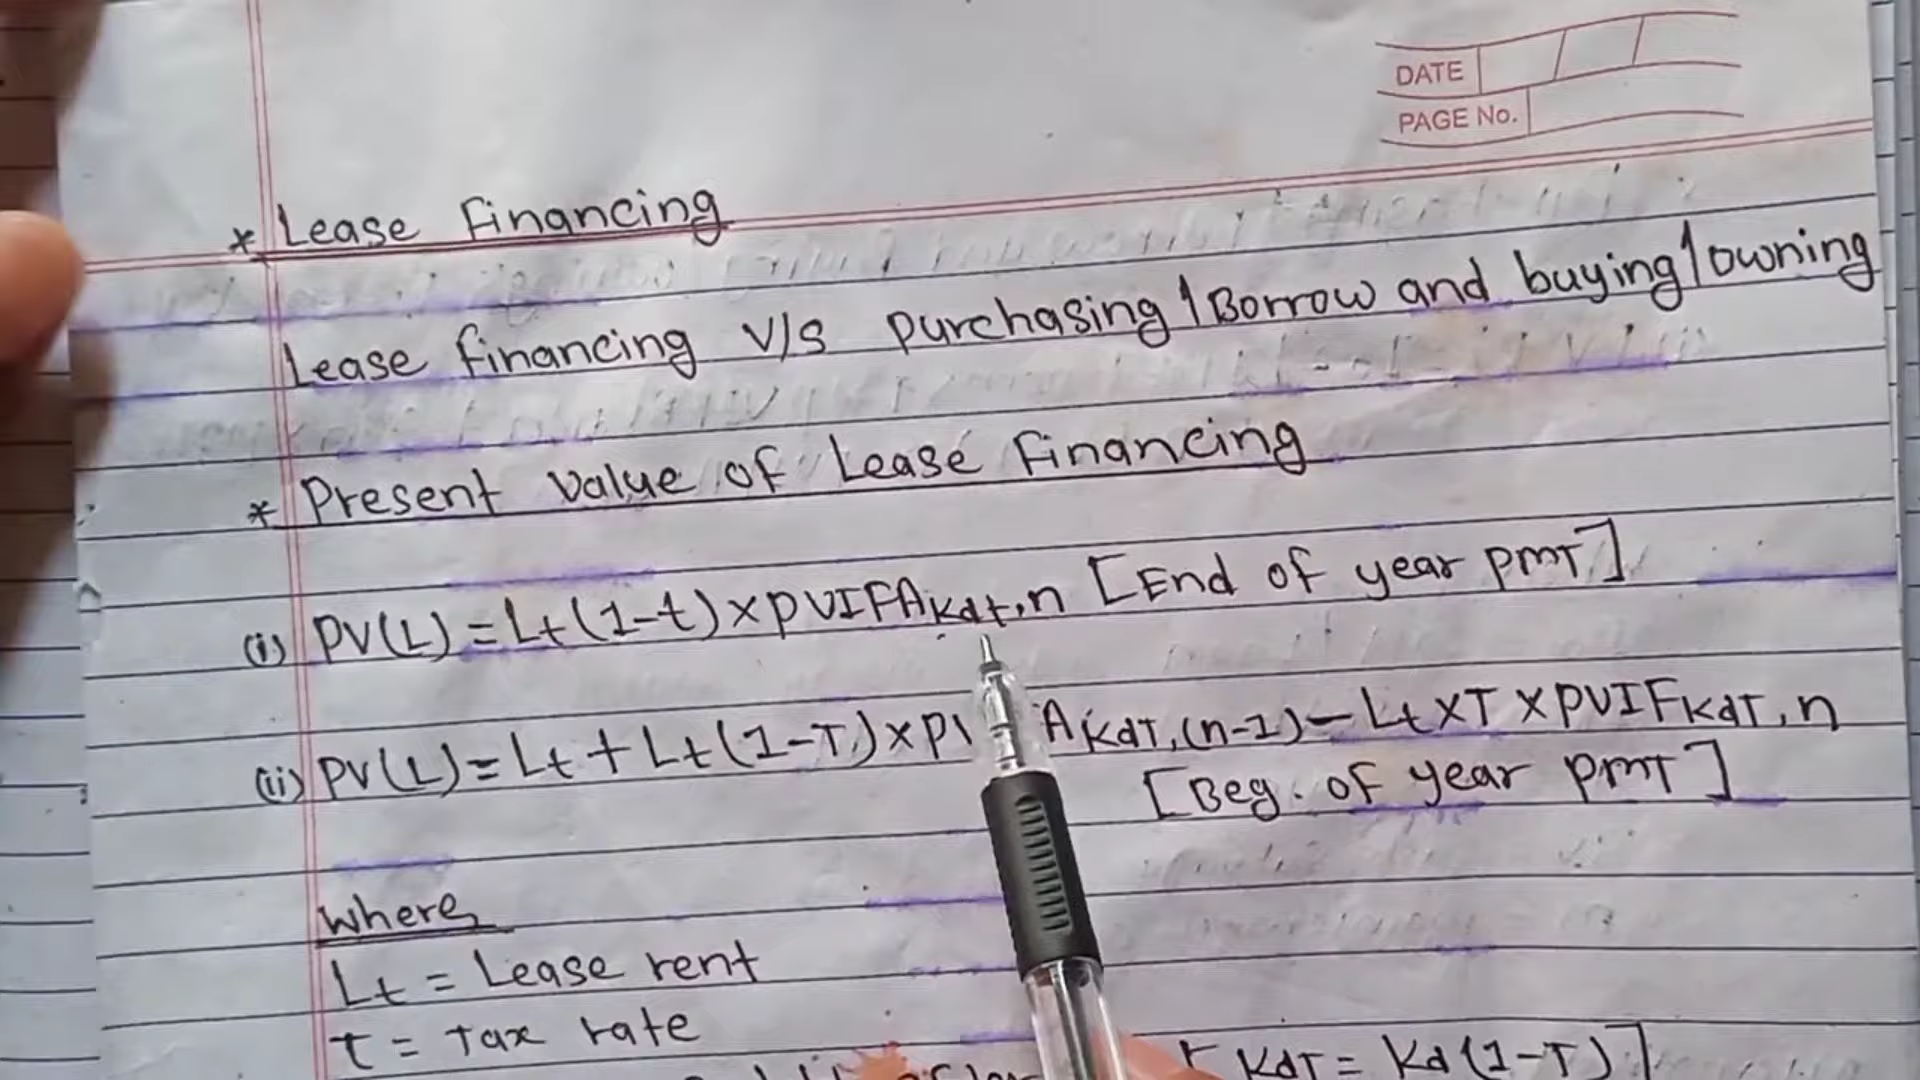 DATE
PAGE No.
* Lease Financing
Lease financing V/S purchasing / Borrow and buying / owning
* Present Value of Lease Financing
(i) PV(L) = Lt (1-t) × PVIFA Kdt, n [End of year PMT]
(ii) PV(L) = Lt + Lt (1-T) × A KdT, (n-1) - Lt × T × PVIF KdT, n
[Beg. of year PMT]
Where,
Lt = Lease rent
t = Tax rate
[KdT = Kd (1-T)]